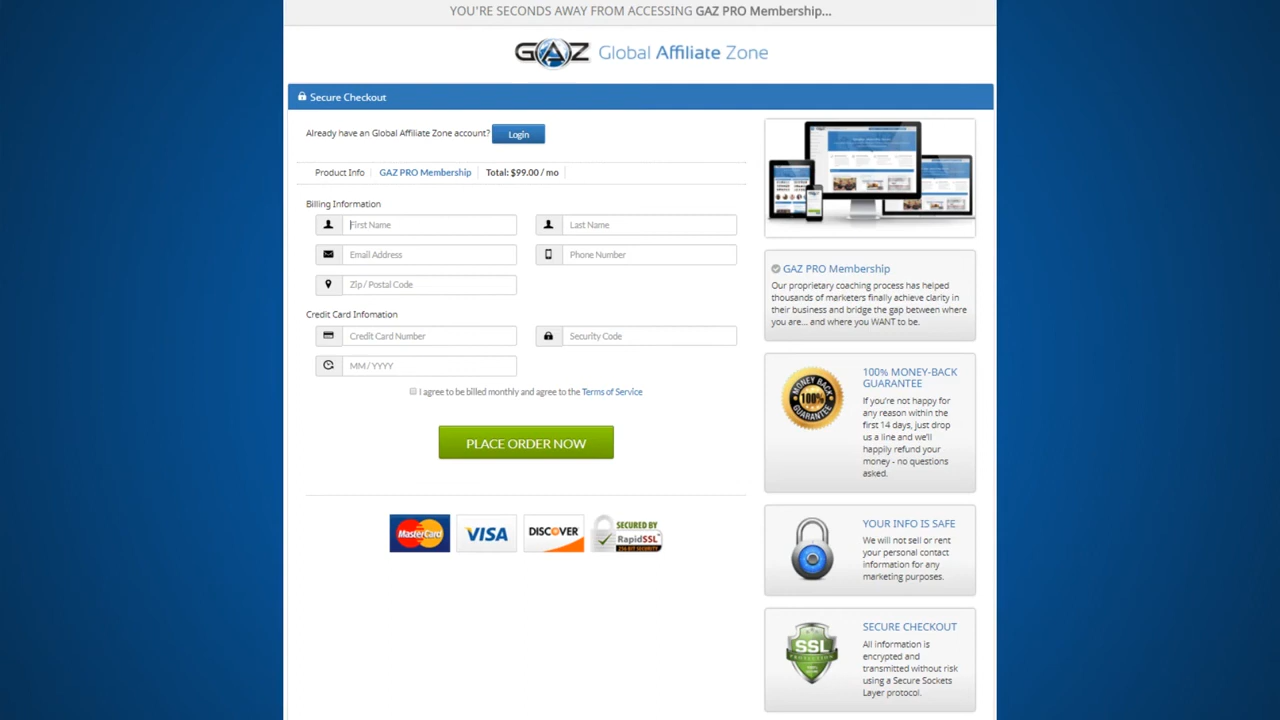 YOU'RE SECONDS AWAY FROM ACCESSING GAZ PRO Membership...
GAZ Global Affiliate Zone
Secure Checkout
Already have an Global Affiliate Zone account? Login
Product Info GAZ PRO Membership Total: $99.00 / mo
Billing Information
First Name Last Name
Email Address Phone Number
Zip / Postal Code
Credit Card Infomation
Credit Card Number Security Code
MM / YYYY
I agree to be billed monthly and agree to the Terms of Service
PLACE ORDER NOW
MasterCard VISA DISCOVER SECURED BY
RapidSSL
256 BIT SECURITY
GAZ PRO Membership
Our proprietary coaching process has helped
thousands of marketers finally achieve clarity in
their business and bridge the gap between where
you are... and where you WANT to be.
MONEY BACK
100%
GUARANTEE
100% MONEY-BACK
GUARANTEE
If you're not happy for
any reason within the
first 14 days, just drop
us a line and we'll
happily refund your
money - no questions
asked.
YOUR INFO IS SAFE
We will not sell or rent
your personal contact
information for any
marketing purposes.
SSL
PROTECTION
SECURE CHECKOUT
All information is
encrypted and
transmitted without risk
using a Secure Sockets
Layer protocol.